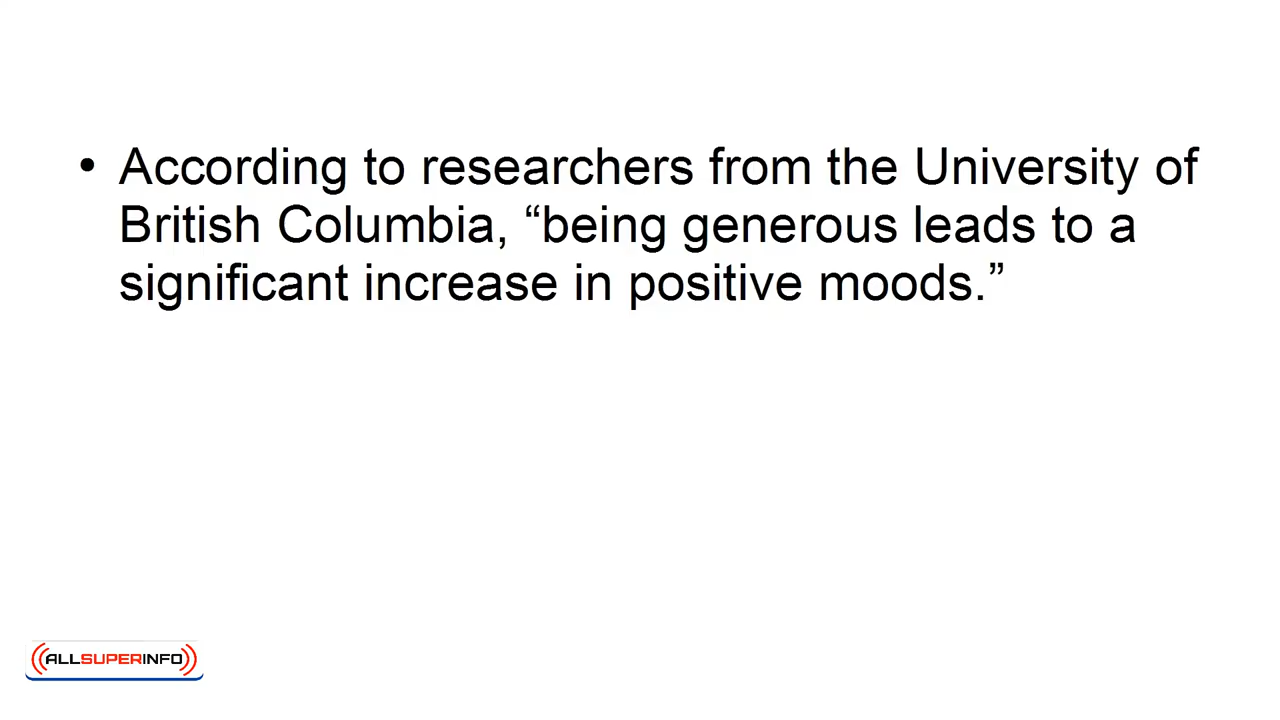 • According to researchers from the University of
British Columbia, “being generous leads to a
significant increase in positive moods.”
ALLSUPERINFO